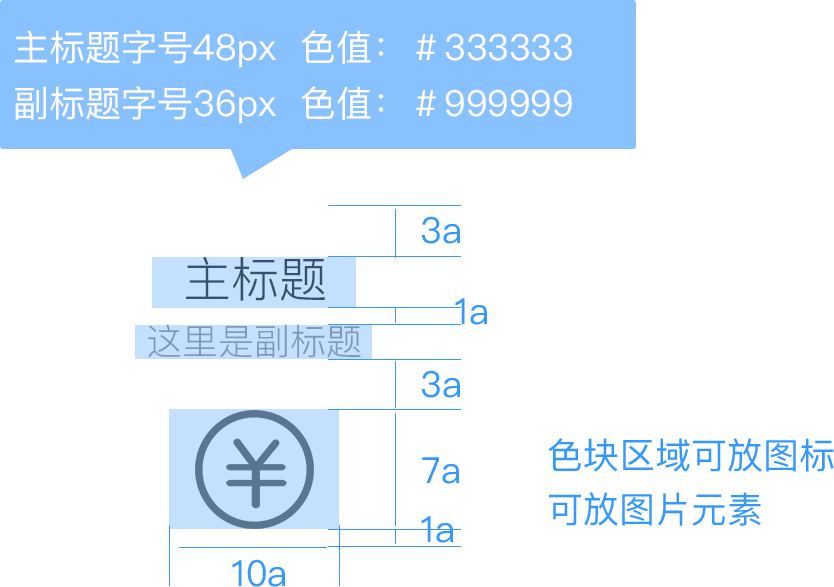 主标题字号48px 色值： # 333333
副标题字号36px 色值： # 999999
3a
主标题
1a
这里是副标题
3a
¥
7a
色块区域可放图标
可放图片元素
1a
10a